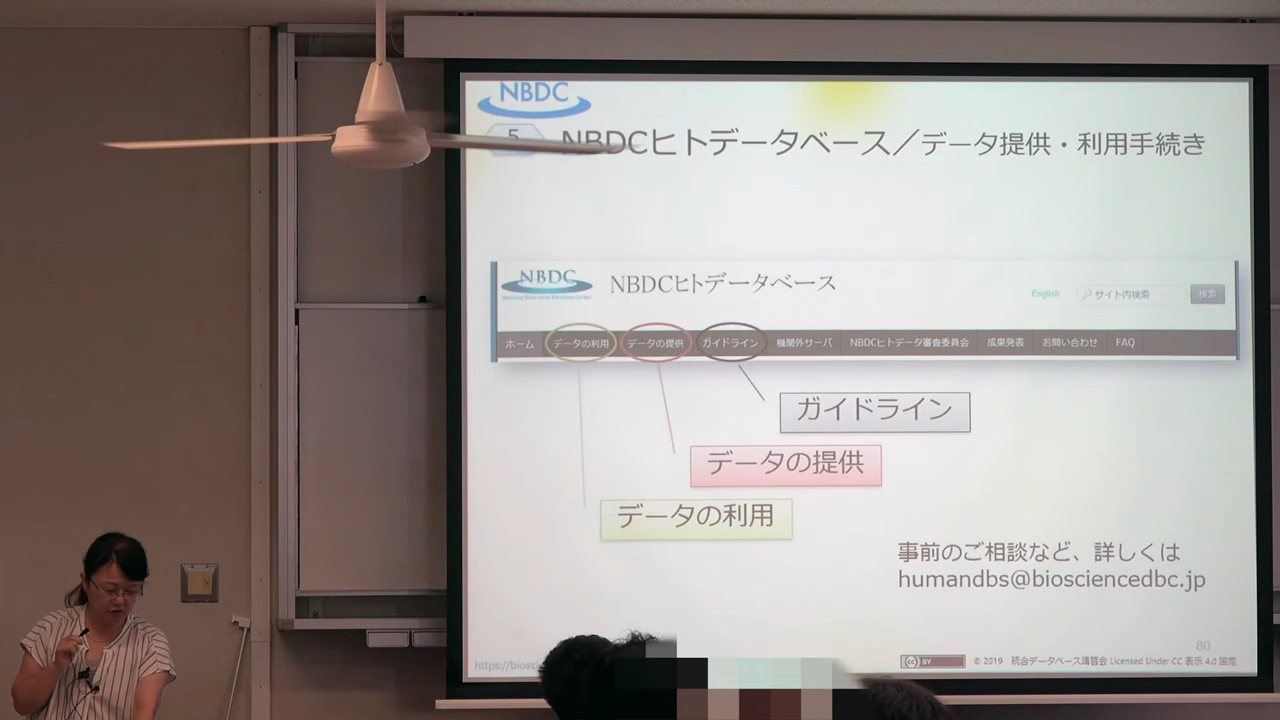 NBDC
5 NBDCヒトデータベース／データ提供・利用手続き
NBDC
NBDCヒトデータベース
English
サイト内検索
検索
ホーム データの利用 データの提供 ガイドライン 機関外サーバ NBDCヒトデータ審査委員会 成果発表 お問い合わせ FAQ
ガイドライン
データの提供
データの利用
事前のご相談など、詳しくは
humandbs@biosciencedbc.jp
80
https://biosci
CC BY © 2019 統合データベース講習会 Licensed Under CC 表示 4.0 国際